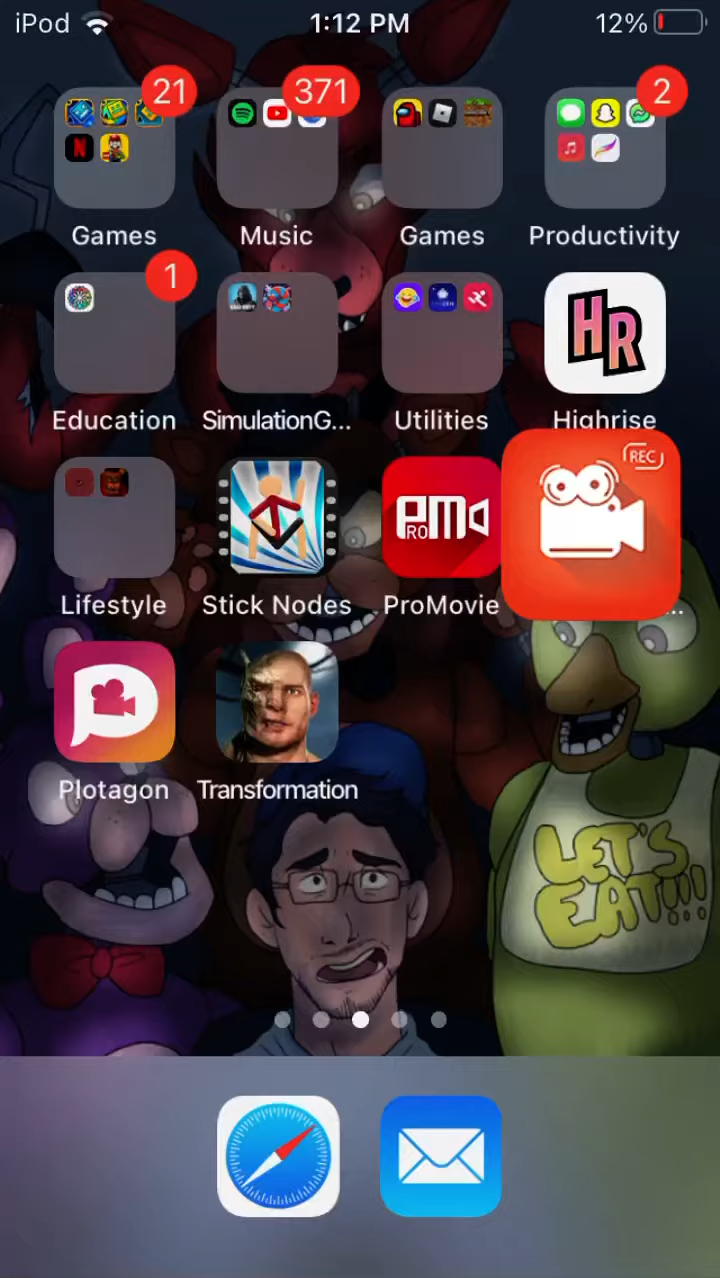 iPod 1:12 PM 12%
21 371 2
Games Music Games Productivity
1
HR
Education SimulationG... Utilities Highrise
REC
PROMO
Lifestyle Stick Nodes ProMovie ...
Plotagon Transformation
LET'S
EAT!!!